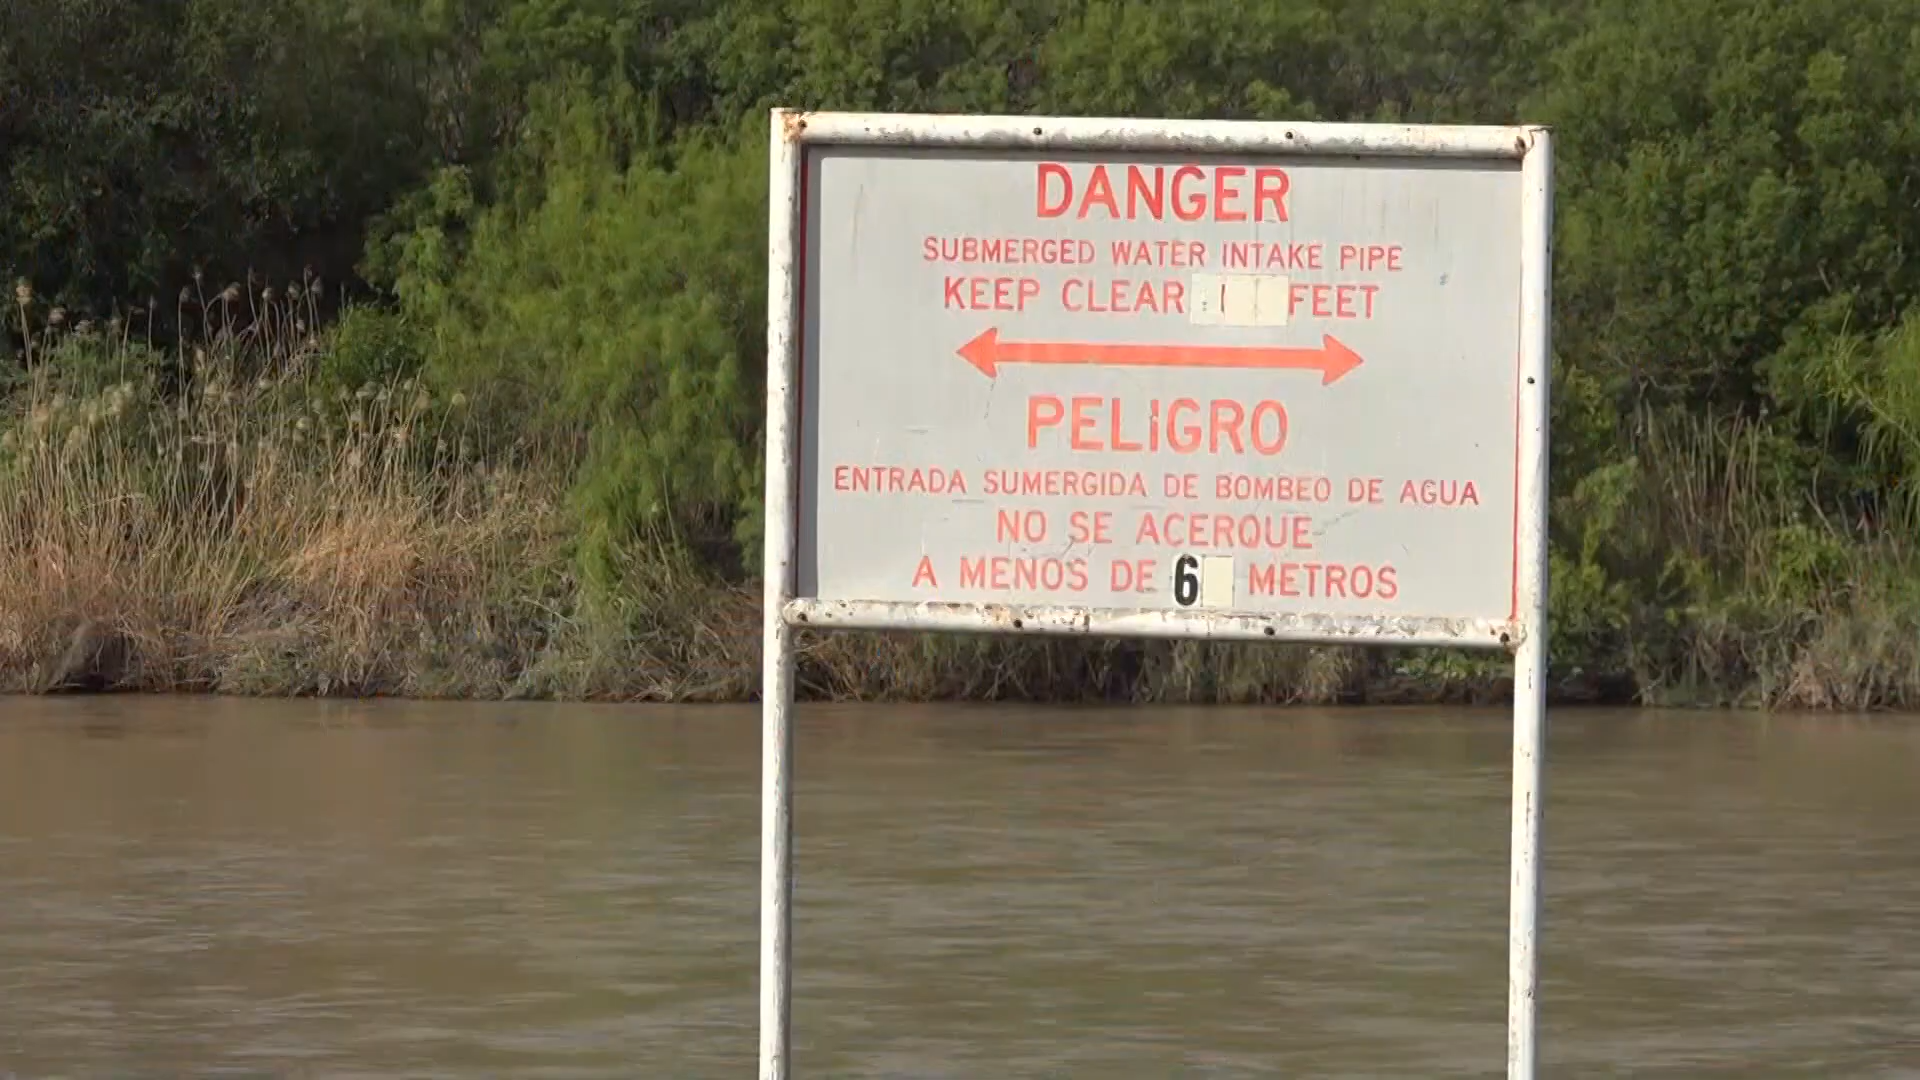 DANGER
SUBMERGED WATER INTAKE PIPE
KEEP CLEAR FEET
PELiGRO
ENTRADA SUMERGIDA DE BOMBEO DE AGUA
NO SE ACERQUE
A MENOS DE 6 METROS